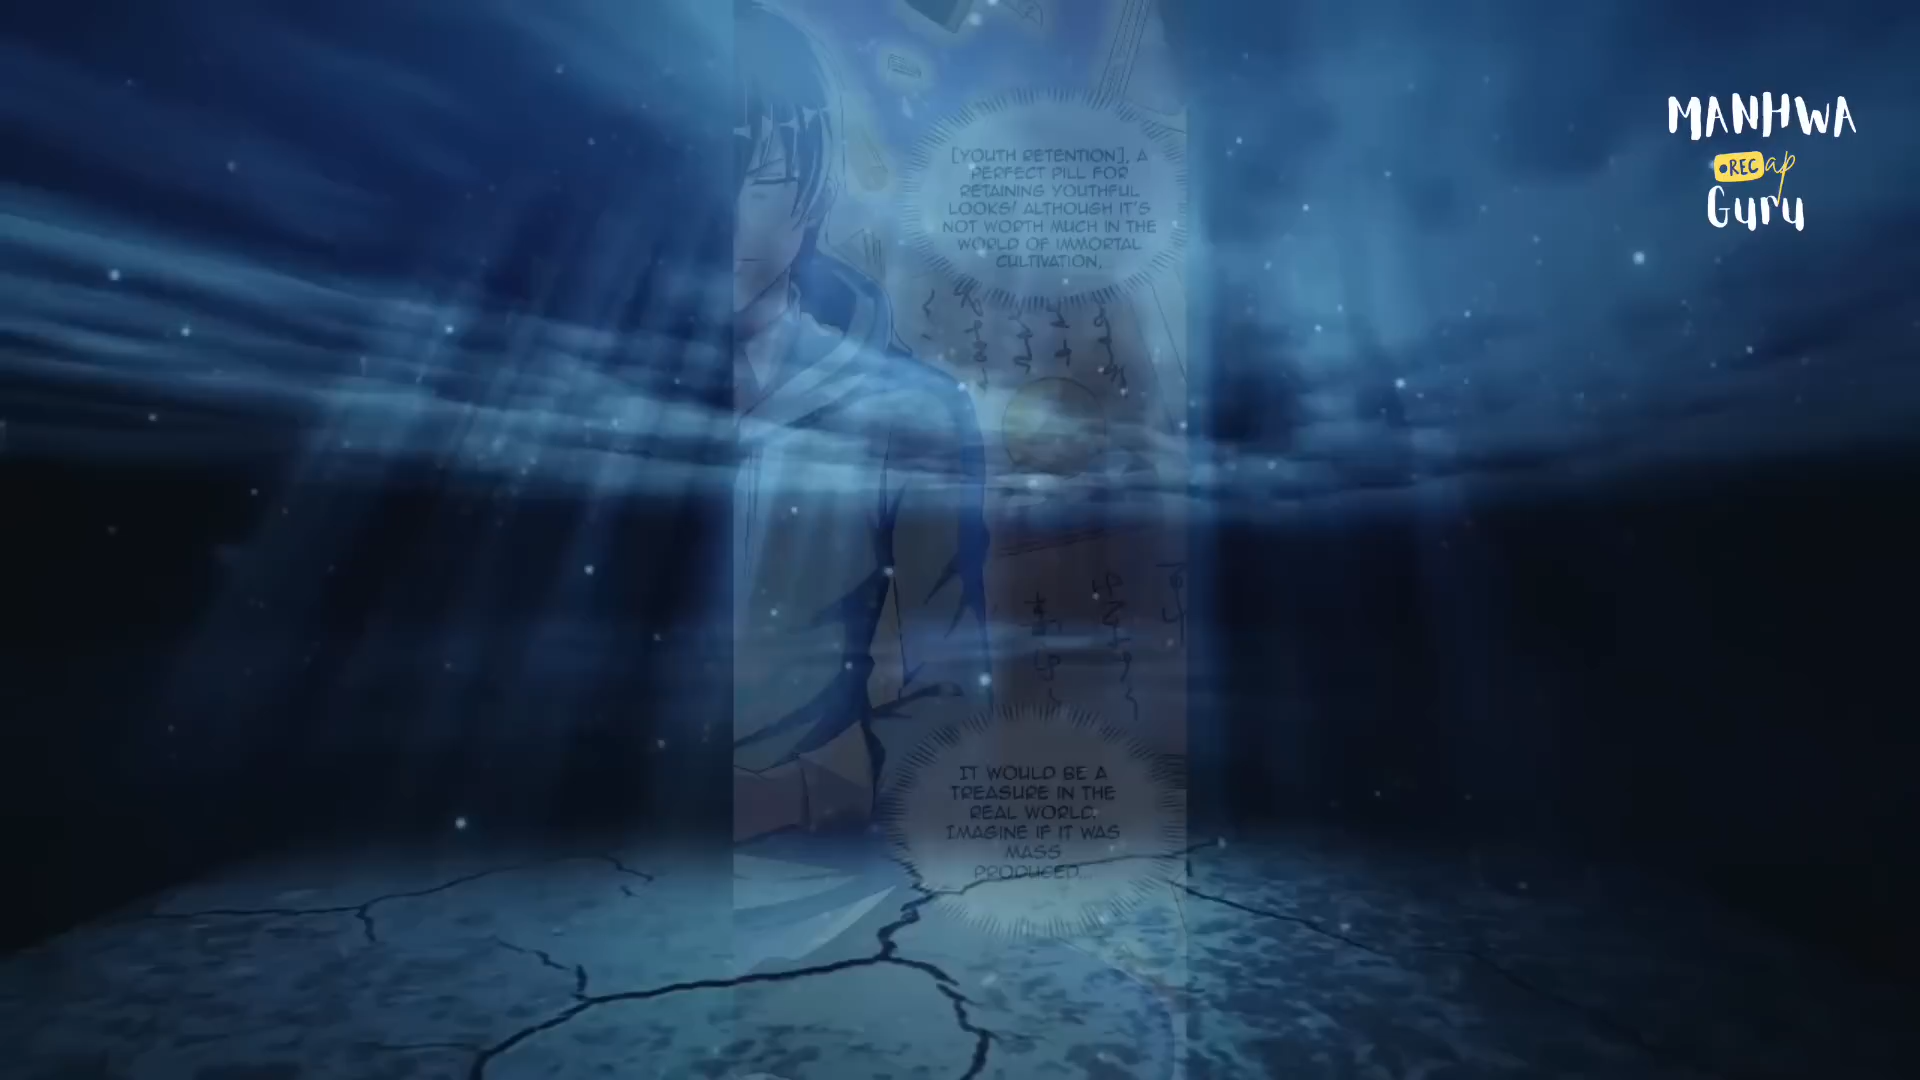 MANHWA
REC ap
Guru
[YOUTH RETENTION], A
PERFECT PILL FOR
RETAINING YOUTHFUL
LOOKS! ALTHOUGH IT'S
NOT WORTH MUCH IN THE
WORLD OF IMMORTAL
CULTIVATION,
IT WOULD BE A
TREASURE IN THE
REAL WORLD.
IMAGINE IF IT WAS
MASS
PRODUCED...